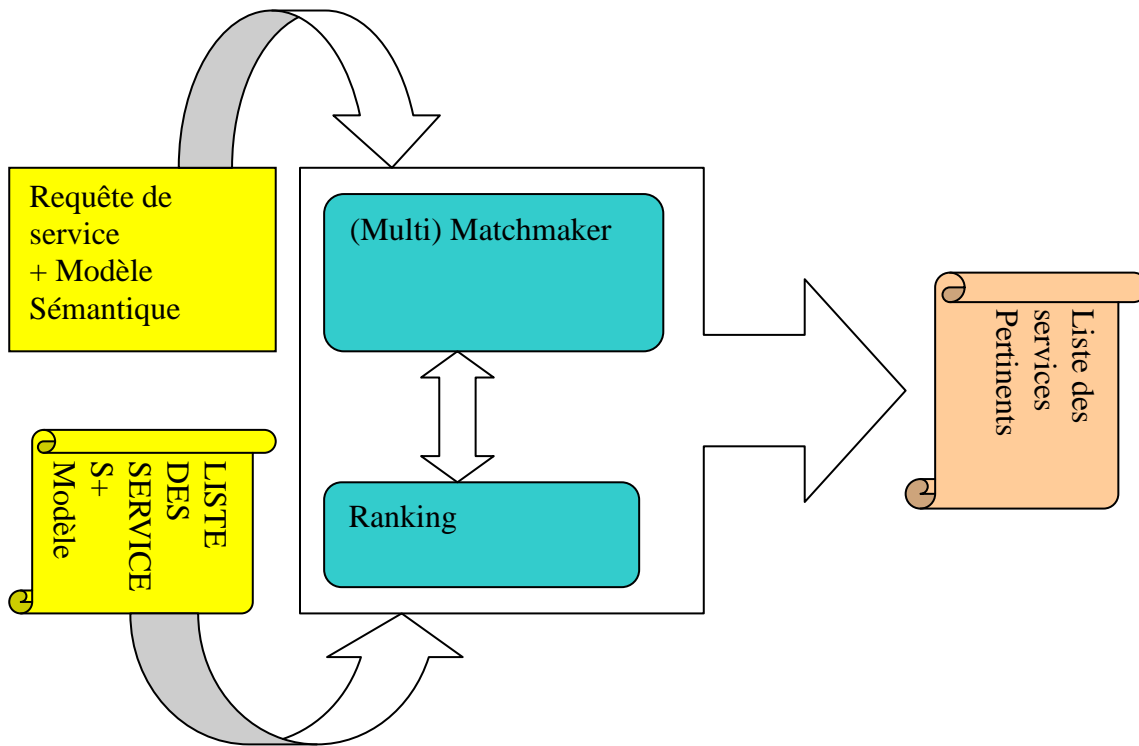 Requête de
service
+ Modèle
Sémantique
(Multi) Matchmaker
Ranking
LISTE
DES
SERVICE
S+
Modèle
Liste des
services
Pertinents